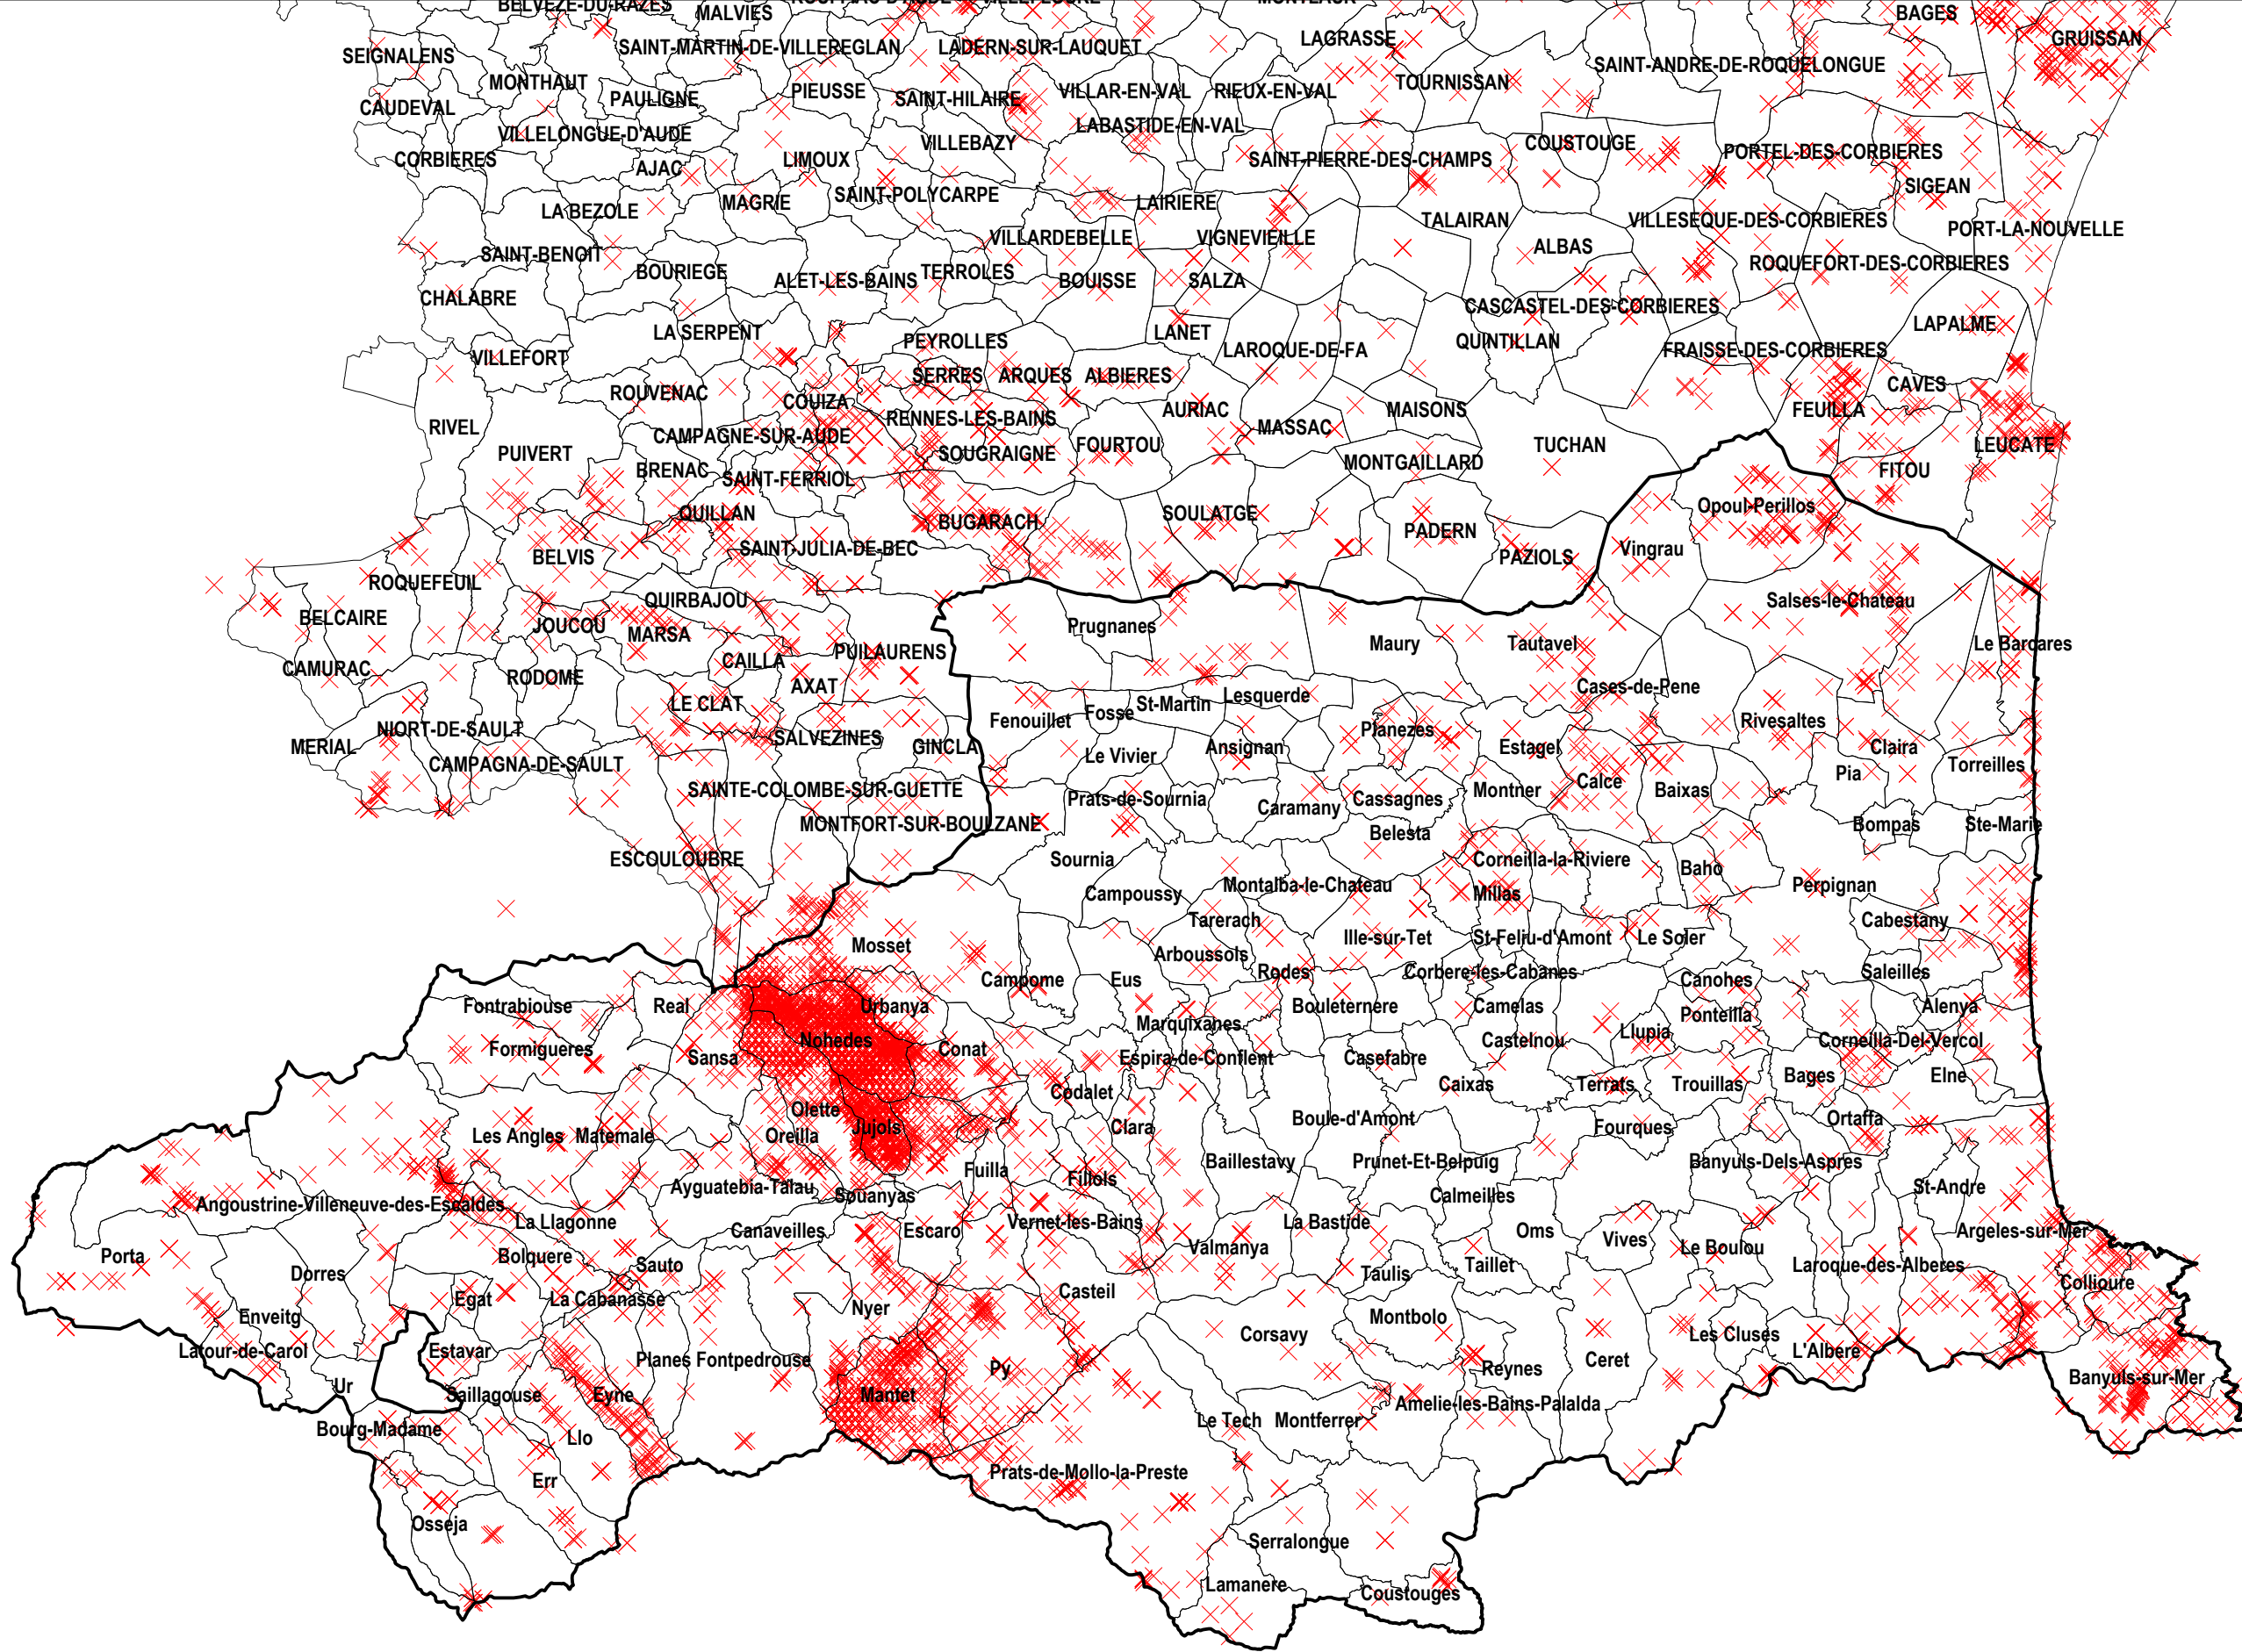 BELVEZE-DU-RAZES
MALVIES
BAGES
GRUISSAN
SEIGNALENS
SAINT-MARTIN-DE-VILLEREGLAN
LADERN-SUR-LAUQUET
LAGRASSE
SAINT-ANDRE-DE-ROQUELONGUE
MONTHAUT
PAULIGNE
PIEUSSE
SAINT-HILAIRE
VILLAR-EN-VAL
RIEUX-EN-VAL
TOURNISSAN
CAUDEVAL
VILLELONGUE-D'AUDE
VILLEBAZY
LABASTIDE-EN-VAL
COUSTOUGE
PORTEL-DES-CORBIERES
CORBIERES
AJAC
LIMOUX
SAINT-PIERRE-DES-CHAMPS
SIGEAN
LA BEZOLE
MAGRIE
SAINT-POLYCARPE
LAIRIERE
TALAIRAN
VILLESEQUE-DES-CORBIERES
PORT-LA-NOUVELLE
SAINT-BENOIT
VILLARDEBELLE
VIGNEVIEILLE
ALBAS
ROQUEFORT-DES-CORBIERES
CHALABRE
BOURIEGE
ALET-LES-BAINS
TERROLES
BOUISSE
SALZA
CASCASTEL-DES-CORBIERES
LAPALME
VILLEFORT
LA SERPENT
PEYROLLES
LANET
LAROQUE-DE-FA
QUINTILLAN
FRAISSE-DES-CORBIERES
ROUVENAC
COUIZA
SERRES
ARQUES
ALBIERES
CAVES
RIVEL
CAMPAGNE-SUR-AUDE
RENNES-LES-BAINS
AURIAC
MASSAC
MAISONS
FEUILLA
PUIVERT
BRENAC
SAINT-FERRIOL
SOUGRAIGNE
FOURTOU
MONTGAILLARD
TUCHAN
FITOU
LEUCATE
QUILLAN
BUGARACH
SOULATGE
PADERN
Opoul-Perillos
BELVIS
SAINT-JULIA-DE-BEC
PAZIOLS
Vingrau
ROQUEFEUIL
QUIRBAJOU
Salses-le-Chateau
BELCAIRE
JOUCOU
MARSA
Prugnanes
Maury
Tautavel
Le Barcares
CAMURAC
RODOME
CAILLA
PUILAURENS
AXAT
Cases-de-Pene
LE CLAT
Fenouillet
Fosse
St-Martin
Lesquerde
Planezes
Rivesaltes
MERIAL
NIORT-DE-SAULT
SALVEZINES
GINCLA
Le Vivier
Ansignan
Estagel
Claira
CAMPAGNA-DE-SAULT
Calce
Pia
Torreilles
SAINTE-COLOMBE-SUR-GUETTE
Prats-de-Sournia
Caramany
Cassagnes
Montner
Baixas
MONTFORT-SUR-BOULZANE
Belesta
Bompas
Ste-Marie
ESCOULOUBRE
Sournia
Corneilla-la-Riviere
Baho
Campoussy
Montalba-le-Chateau
Millas
Perpignan
Tarerach
Cabestany
Mosset
Arboussols
Ille-sur-Tet
St-Feliu-d'Amont
Le Soler
Campome
Eus
Rodes
Corbere-les-Cabanes
Canohes
Saleilles
Fontrabiouse
Real
Urbanya
Bouleternere
Camelas
Ponteilla
Alenya
Formigueres
Sansa
Nohedes
Conat
Marquixanes
Castelnou
Llupia
Corneilla-Del-Vercol
Espira-de-Conflent
Casefabre
Codalet
Caixas
Terrats
Trouillas
Bages
Elne
Olette
Les Angles
Matemale
Oreilla
Jujols
Clara
Boule-d'Amont
Fourques
Ortaffa
Fuilla
Fillols
Baillestavy
Prunet-Et-Belpuig
Banyuls-Dels-Aspres
Ayguatebia-Talau
Souanyas
Calmeilles
St-Andre
Angoustrine-Villeneuve-des-Escaldes
La Llagonne
Canaveilles
Escaro
Vernet-les-Bains
La Bastide
Oms
Vives
Argeles-sur-Mer
Porta
Bolquere
Sauto
Valmanya
Taulis
Taillet
Le Boulou
Laroque-des-Alberes
Dorres
Egat
La Cabanasse
Casteil
Collioure
Enveitg
Nyer
Montbolo
Corsavy
Les Cluses
L'Albere
Latour-de-Carol
Estavar
Planes
Fontpedrouse
Py
Reynes
Ceret
Ur
Saillagouse
Eyne
Mantet
Banyuls-sur-Mer
Bourg-Madame
Llo
Le Tech
Montferrer
Amelie-les-Bains-Palalda
Err
Prats-de-Mollo-la-Preste
Osseja
Serralongue
Lamanere
Coustouges